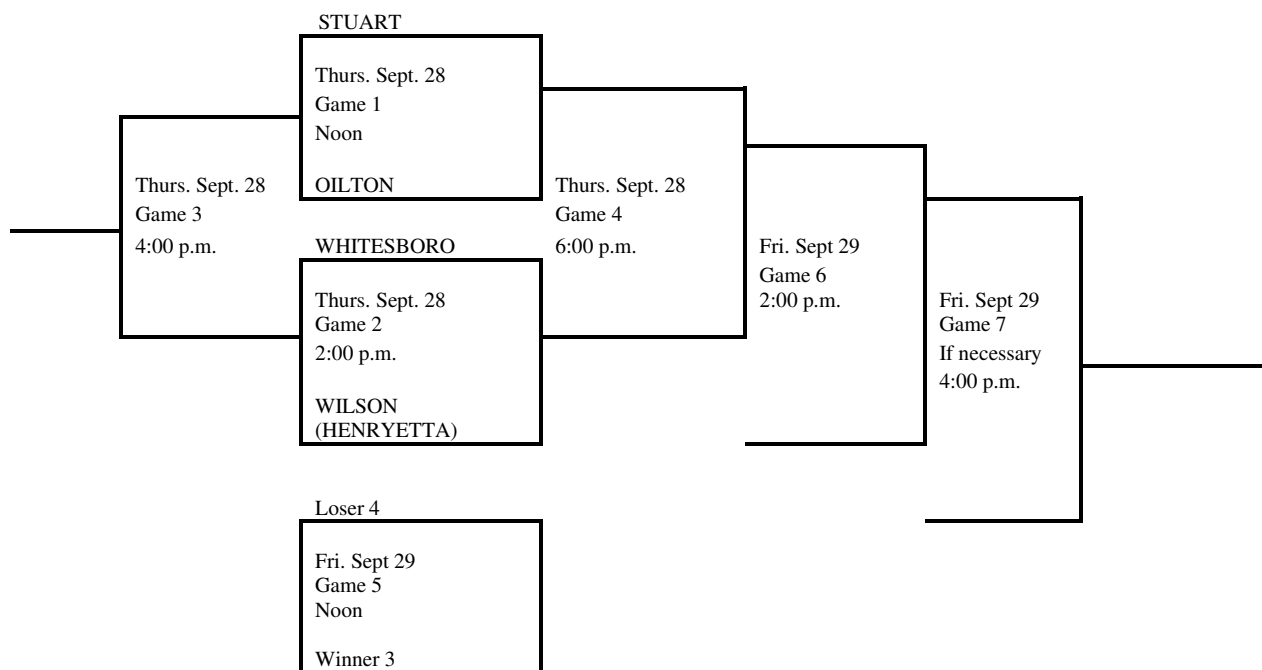 STUART
Thurs. Sept. 28
Game 1
Noon
OILTON
Thurs. Sept. 28
Game 3
4:00 p.m.
Thurs. Sept. 28
Game 4
6:00 p.m.
WHITESBORO
Thurs. Sept. 28
Game 2
2:00 p.m.
WILSON
(HENRYETTA)
Fri. Sept 29
Game 6
2:00 p.m.
Fri. Sept 29
Game 7
If necessary
4:00 p.m.
Loser 4
Fri. Sept 29
Game 5
Noon
Winner 3